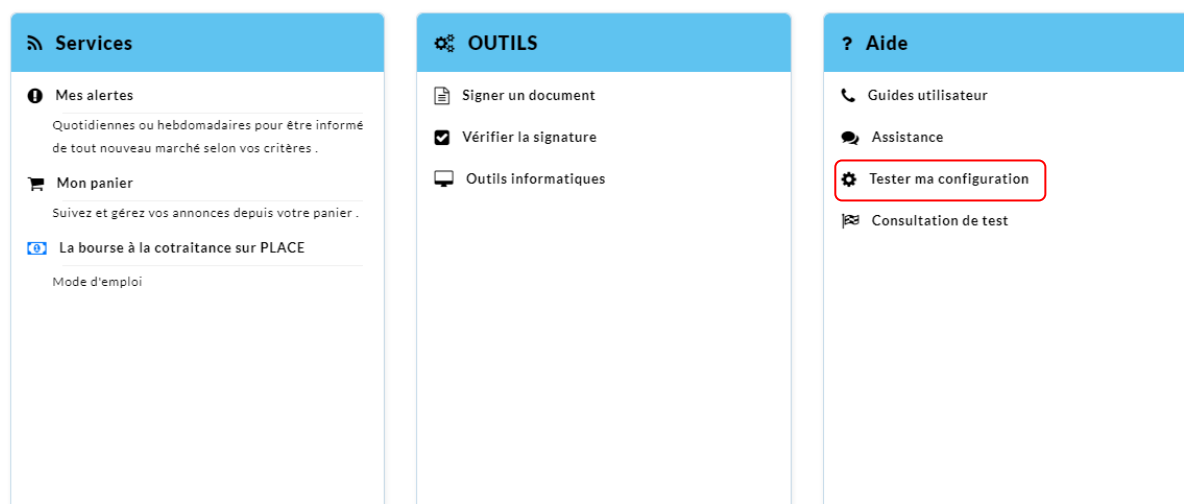 Services
Mes alertes
Quotidiennes ou hebdomadaires pour être informé
de tout nouveau marché selon vos critères .
Mon panier
Suivez et gérez vos annonces depuis votre panier .
La bourse à la cotraitance sur PLACE
Mode d'emploi
OUTILS
Signer un document
Vérifier la signature
Outils informatiques
? Aide
Guides utilisateur
Assistance
Tester ma configuration
Consultation de test